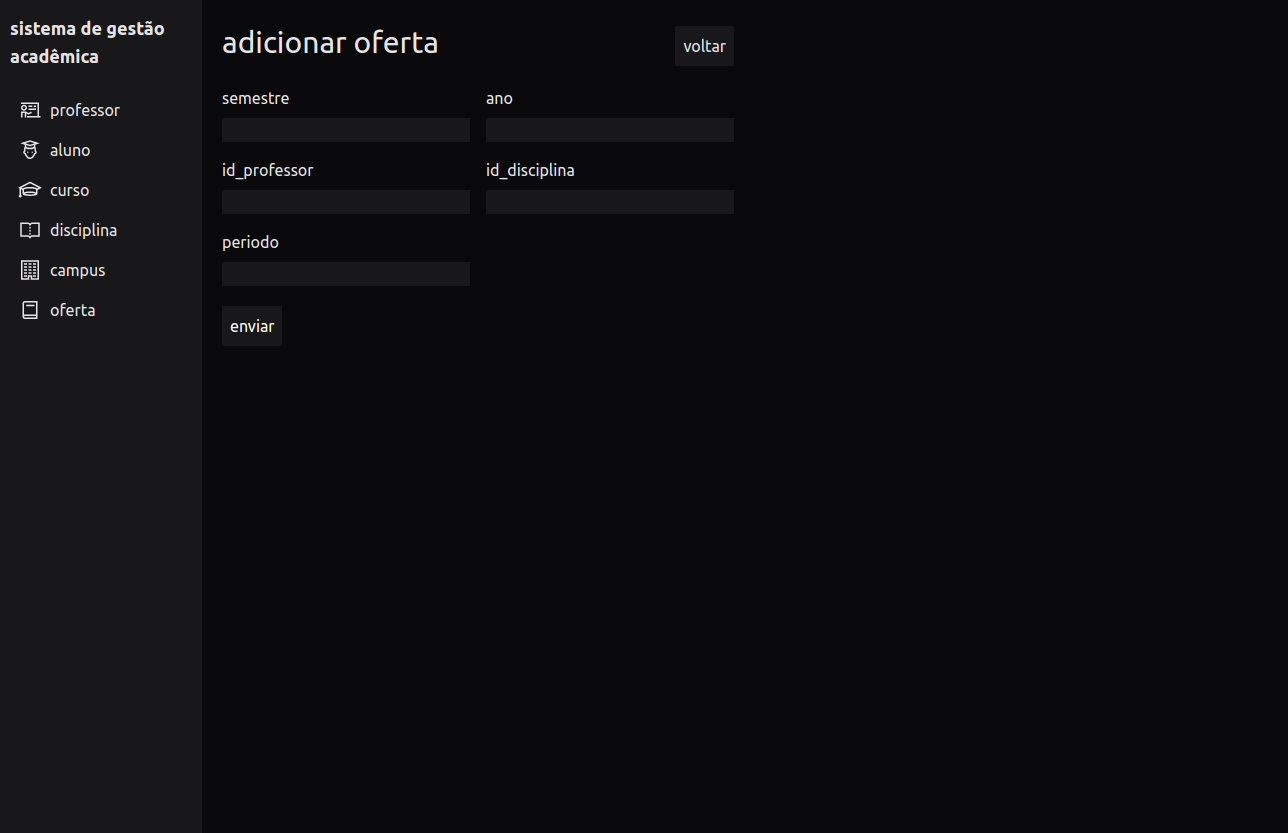 sistema de gestão
acadêmica
professor
aluno
curso
disciplina
campus
oferta
adicionar oferta
voltar
semestre
ano
id_professor
id_disciplina
periodo
enviar